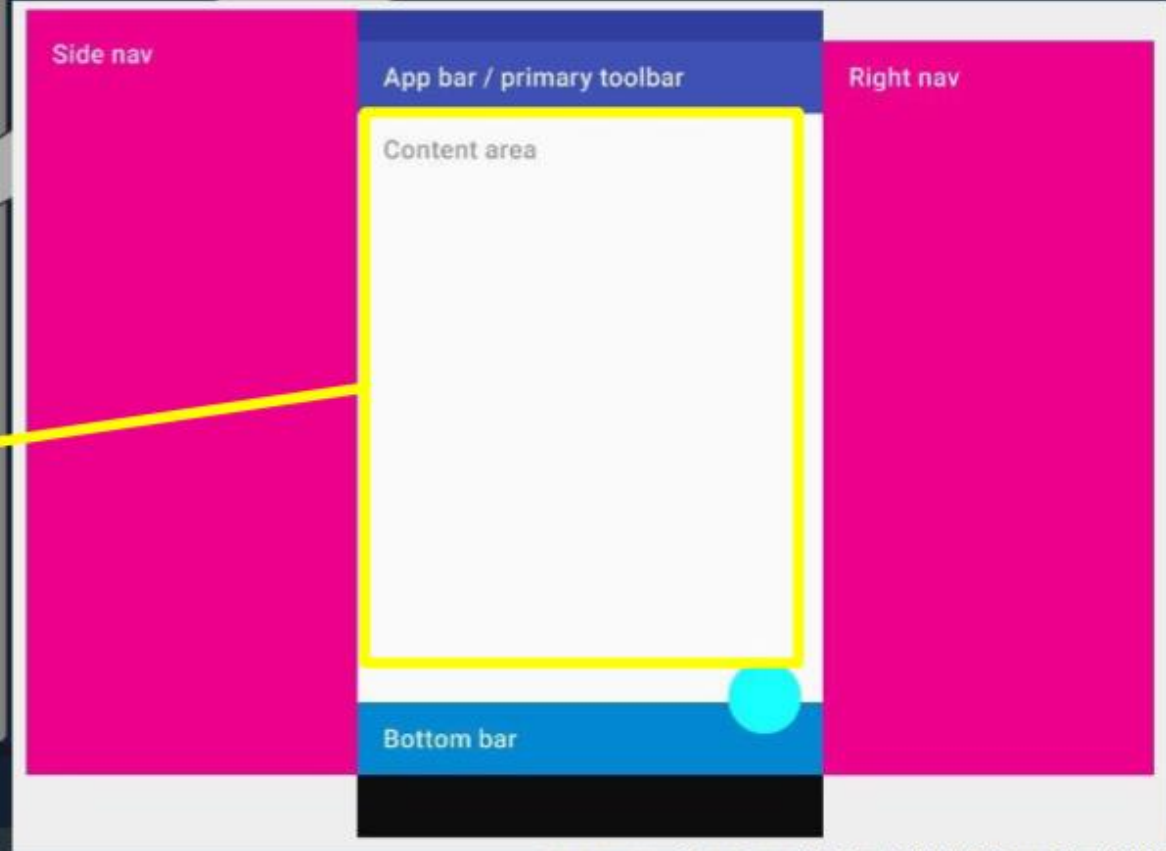 Side nav
App bar / primary toolbar
Right nav
Content area
Bottom bar